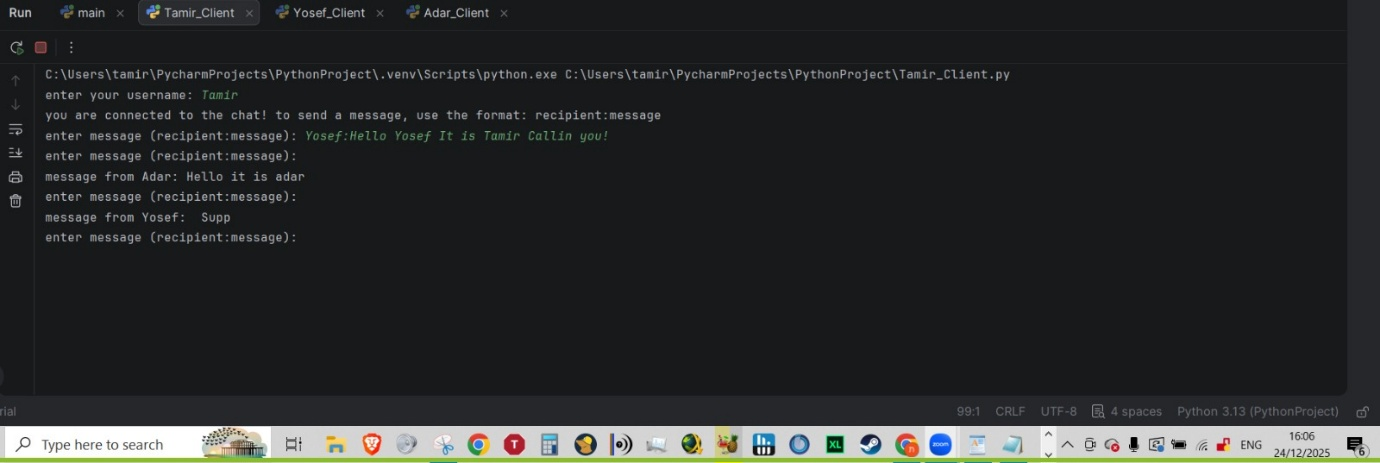 Run main Tamir_Client Yosef_Client Adar_Client
C:\Users\tamir\PycharmProjects\PythonProject\.venv\Scripts\python.exe C:\Users\tamir\PycharmProjects\PythonProject\Tamir_Client.py
enter your username: Tamir
you are connected to the chat! to send a message, use the format: recipient:message
enter message (recipient:message): Yosef:Hello Yosef It is Tamir Callin you!
enter message (recipient:message):
message from Adar: Hello it is adar
enter message (recipient:message):
message from Yosef:  Supp
enter message (recipient:message):
rial 99:1 CRLF UTF-8 4 spaces Python 3.13 (PythonProject)
Type here to search T XL zoom ENG 16:06
24/12/2025 6